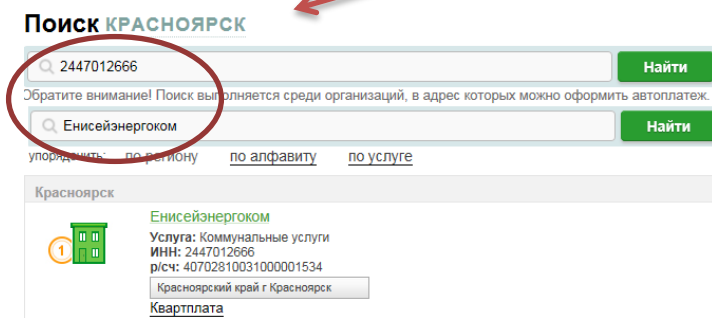 Поиск КРАСНОЯРСК
2447012666 Найти
Обратите внимание! Поиск выполняется среди организаций, в адрес которых можно оформить автоплатеж.
Енисейэнергоком Найти
упорядочить: по региону по алфавиту по услуге
Красноярск
Енисейэнергоком
1
Услуга: Коммунальные услуги
ИНН: 2447012666
р/сч: 40702810031000001534
Красноярский край г Красноярск
Квартплата